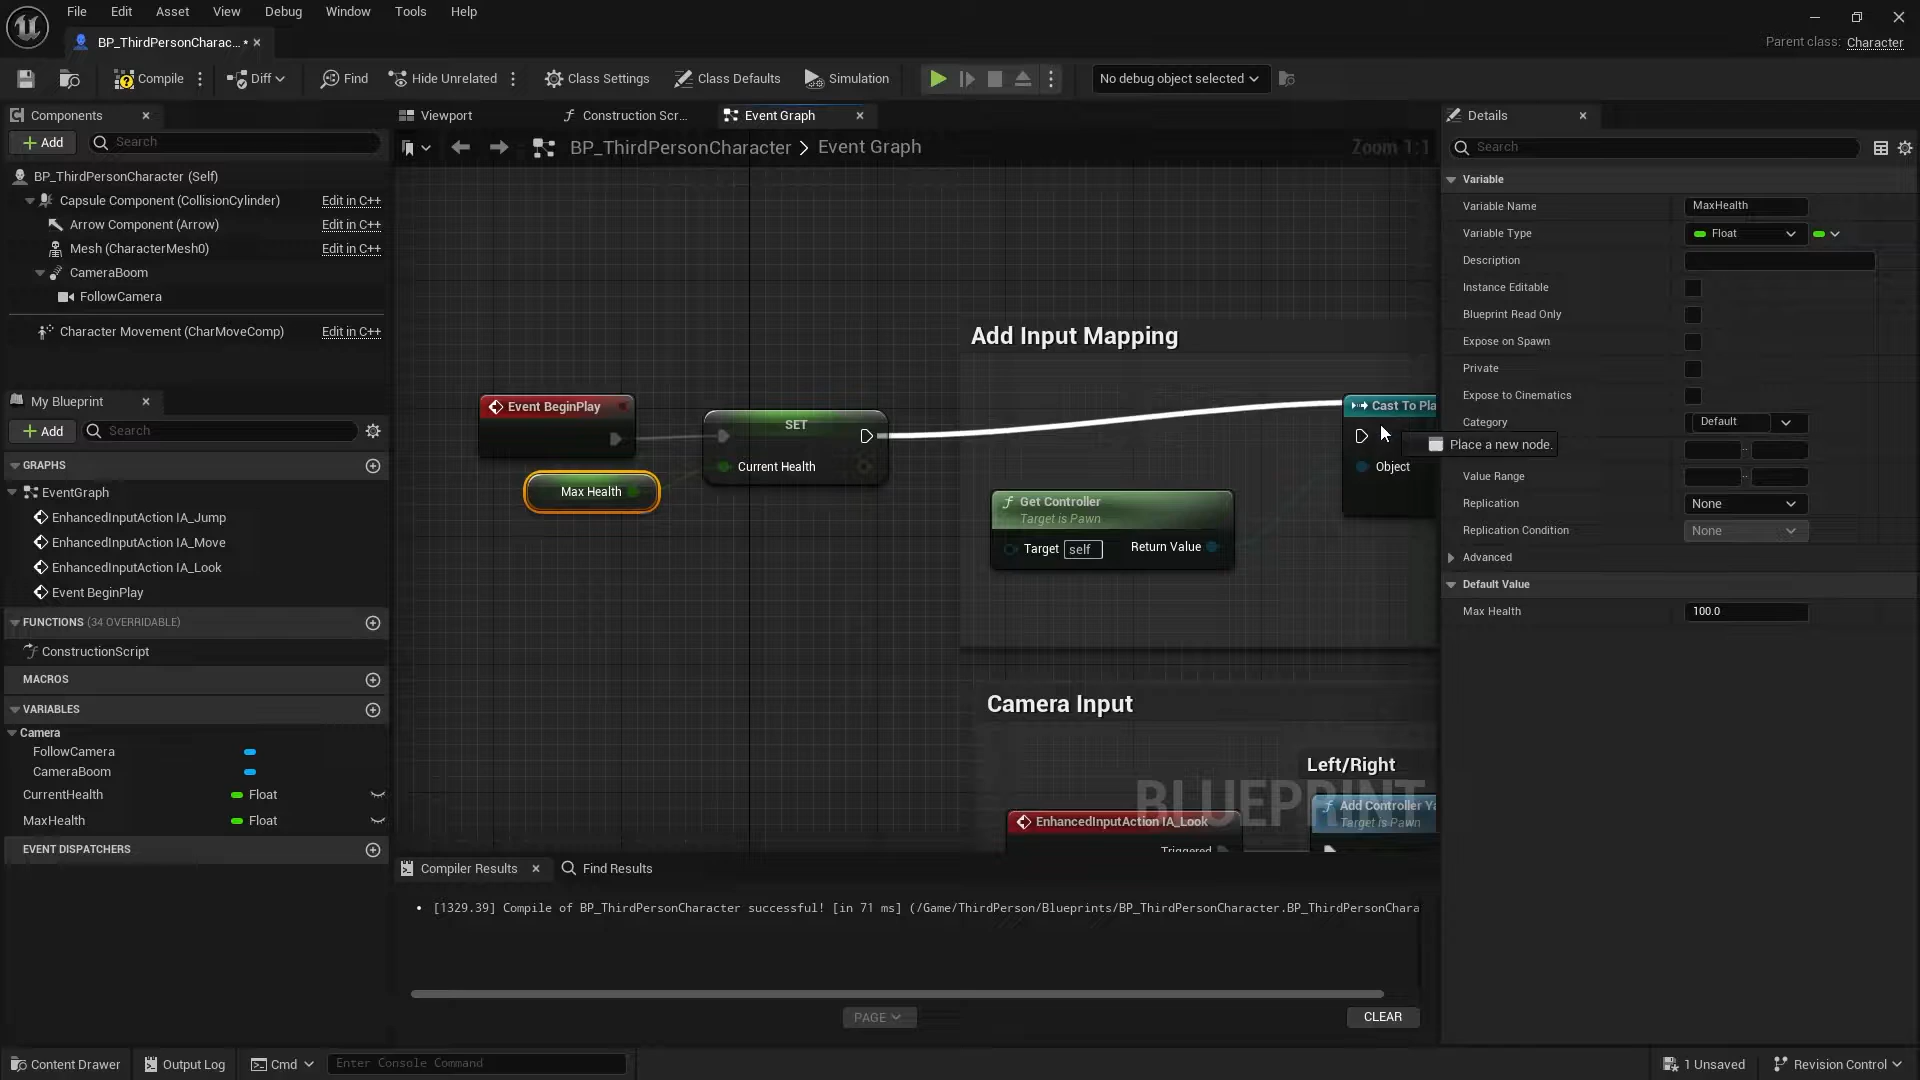 File Edit Asset View Debug Window Tools Help
BP_ThirdPersonCharac... •
Parent class: Character
Compile Diff Find Hide Unrelated Class Settings Class Defaults Simulation No debug object selected
Components
Viewport
Construction Scr...
Event Graph
Details
Add
Search
BP_ThirdPersonCharacter > Event Graph
Zoom 1:1
Search
BP_ThirdPersonCharacter (Self)
Capsule Component (CollisionCylinder) Edit in C++
Arrow Component (Arrow) Edit in C++
Mesh (CharacterMesh0) Edit in C++
CameraBoom
FollowCamera
Character Movement (CharMoveComp) Edit in C++
My Blueprint
Add
Search
GRAPHS
EventGraph
EnhancedInputAction IA_Jump
EnhancedInputAction IA_Move
EnhancedInputAction IA_Look
Event BeginPlay
FUNCTIONS (34 OVERRIDABLE)
ConstructionScript
MACROS
VARIABLES
Camera
FollowCamera
CameraBoom
CurrentHealth Float
MaxHealth Float
EVENT DISPATCHERS
Add Input Mapping
Event BeginPlay
SET
Current Health
Max Health
Cast To Pla
Object
Place a new node.
Get Controller
Target is Pawn
Target self Return Value
Camera Input
Left/Right
BLUEPRINT
EnhancedInputAction IA_Look
Triggered
Add Controller Ya
Target is Pawn
Variable
Variable Name MaxHealth
Variable Type Float
Description
Instance Editable
Blueprint Read Only
Expose on Spawn
Private
Expose to Cinematics
Category Default
Value Range
Replication None
Replication Condition None
Advanced
Default Value
Max Health 100.0
Compiler Results
Find Results
• [1329.39] Compile of BP_ThirdPersonCharacter successful! [in 71 ms] (/Game/ThirdPerson/Blueprints/BP_ThirdPersonCharacter.BP_ThirdPersonChara
PAGE
CLEAR
Content Drawer Output Log Cmd Enter Console Command
1 Unsaved Revision Control